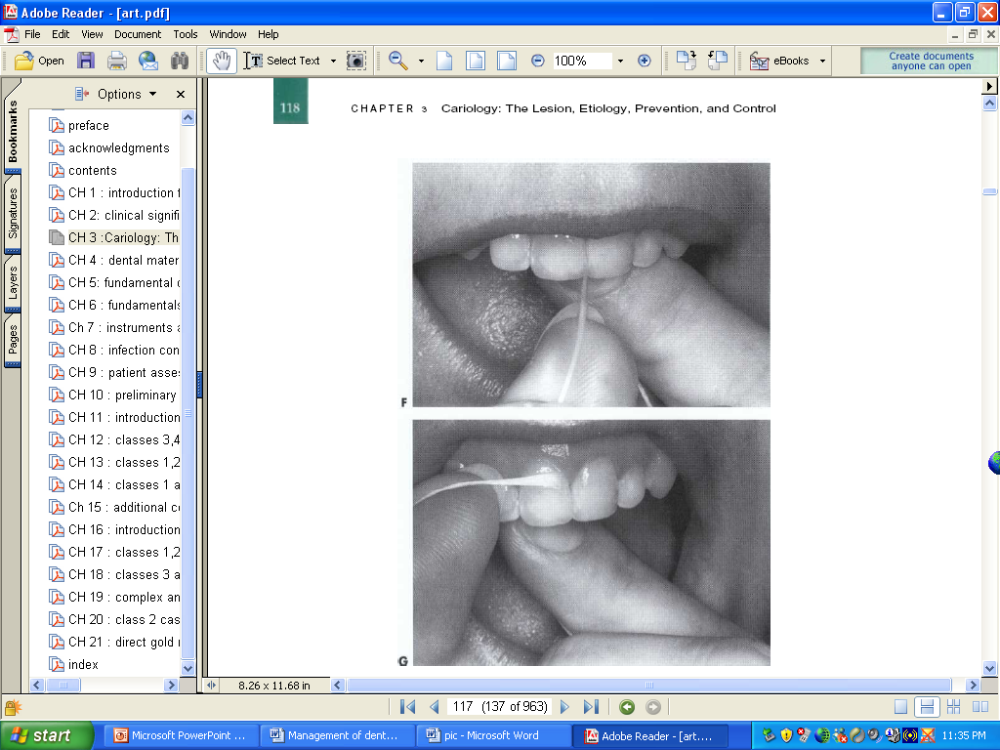 Adobe Reader - [art.pdf]
File Edit View Document Tools Window Help
Open Select Text 100% eBooks
Create documents
anyone can open
Options
Bookmarks
Signatures
Layers
Pages
preface
acknowledgments
contents
CH 1 : introduction t
CH 2: clinical signifi
CH 3 :Cariology: Th
CH 4 : dental mater
CH 5: fundamental c
CH 6 : fundamentals
Ch 7 : instruments a
CH 8 : infection con
CH 9 : patient asse
CH 10 : preliminary
CH 11 : introduction
CH 12 : classes 3,4
CH 13 : classes 1,2
CH 14 : classes 1 a
Ch 15 : additional c
CH 16 : introduction
CH 17 : classes 1,2
CH 18 : classes 3 a
CH 19 : complex an
CH 20 : class 2 cas
CH 21 : direct gold
index
118
CHAPTER 3 Cariology: The Lesion, Etiology, Prevention, and Control
F
G
8.26 x 11.68 in
117 (137 of 963)
start
Microsoft PowerPoint ...
Management of dent...
pic - Microsoft Word
Adobe Reader - [art....
11:35 PM